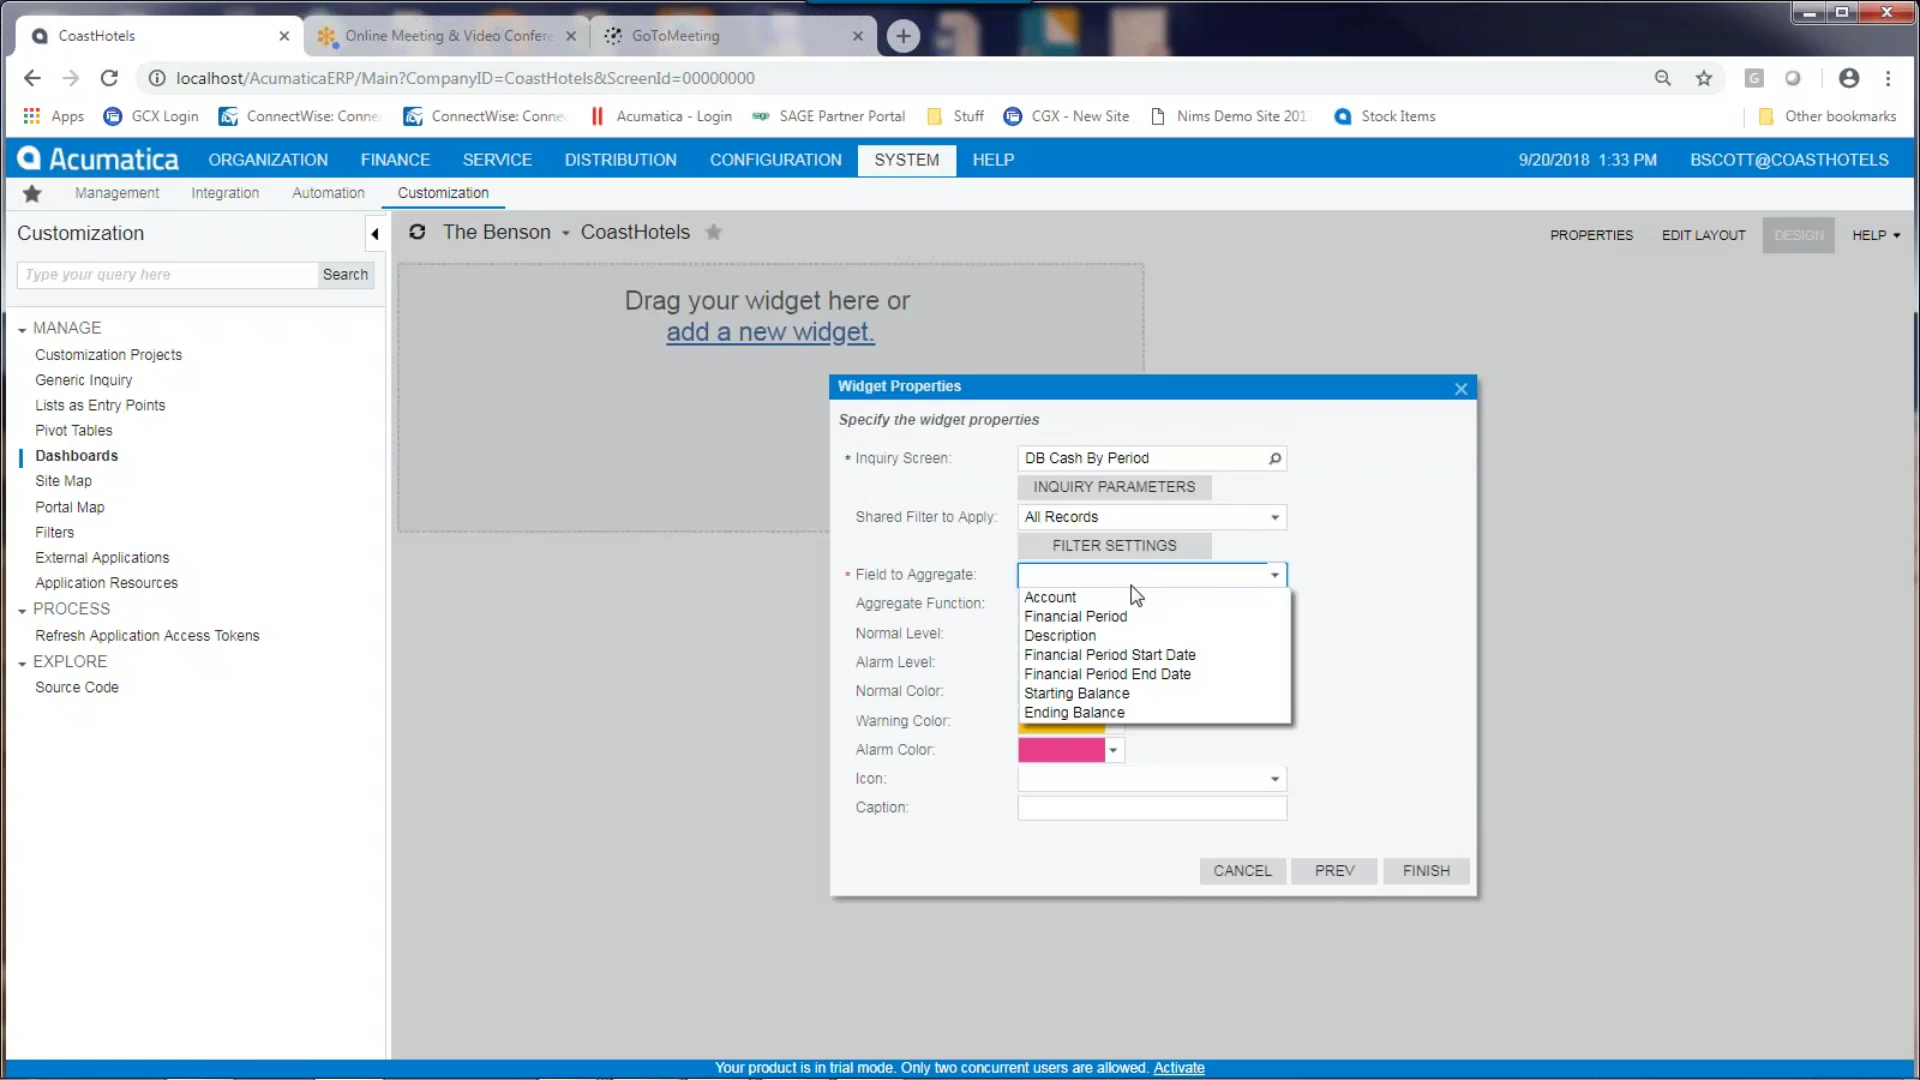 CoastHotels
Online Meeting & Video Confere
GoToMeeting
localhost/AcumaticaERP/Main?CompanyID=CoastHotels&ScreenId=00000000
G
Apps
GCX Login
ConnectWise: Conne
ConnectWise: Conne
Acumatica - Login
sage
SAGE Partner Portal
Stuff
CGX - New Site
Nims Demo Site 201
Stock Items
Other bookmarks
Acumatica
ORGANIZATION
FINANCE
SERVICE
DISTRIBUTION
CONFIGURATION
SYSTEM
HELP
9/20/2018 1:33 PM
BSCOTT@COASTHOTELS
Management
Integration
Automation
Customization
Customization
The Benson
CoastHotels
PROPERTIES
EDIT LAYOUT
DESIGN
HELP
Type your query here
Search
MANAGE
Customization Projects
Generic Inquiry
Lists as Entry Points
Pivot Tables
Dashboards
Site Map
Portal Map
Filters
External Applications
Application Resources
PROCESS
Refresh Application Access Tokens
EXPLORE
Source Code
Drag your widget here or
add a new widget.
Widget Properties
Specify the widget properties
* Inquiry Screen:
DB Cash By Period
INQUIRY PARAMETERS
Shared Filter to Apply:
All Records
FILTER SETTINGS
* Field to Aggregate:
Account
Financial Period
Description
Financial Period Start Date
Financial Period End Date
Starting Balance
Ending Balance
Aggregate Function:
Normal Level:
Alarm Level:
Normal Color:
Warning Color:
Alarm Color:
Icon:
Caption:
CANCEL
PREV
FINISH
Your product is in trial mode. Only two concurrent users are allowed. Activate